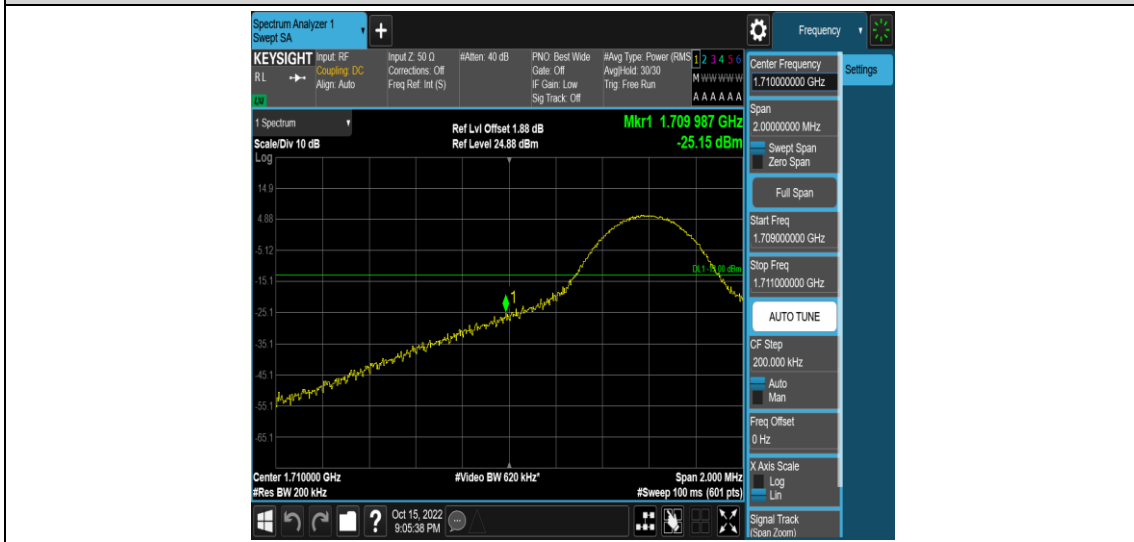 Spectrum Analyzer 1
Swept SA
+
Frequency
KEYSIGHT
RL
LXI
Input: RF
Coupling: DC
Align: Auto
Input Z: 50 Ω
Corrections: Off
Freq Ref: Int (S)
#Atten: 40 dB
PNO: Best Wide
Gate: Off
IF Gain: Low
Sig Track: Off
#Avg Type: Power (RMS
Avg|Hold: 30/30
Trig: Free Run
1 2 3 4 5 6
M W W W W W
A A A A A A
1 Spectrum
Scale/Div 10 dB
Log
Ref Lvl Offset 1.88 dB
Ref Level 24.88 dBm
Mkr1 1.709 987 GHz
-25.15 dBm
14.9
4.88
-5.12
-15.1
-25.1
-35.1
-45.1
-55.1
-65.1
DL1 -13.00 dBm
1
Center 1.710000 GHz
#Res BW 200 kHz
#Video BW 620 kHz*
Span 2.000 MHz
#Sweep 100 ms (601 pts)
Center Frequency
1.710000000 GHz
Settings
Span
2.00000000 MHz
Swept Span
Zero Span
Full Span
Start Freq
1.709000000 GHz
Stop Freq
1.711000000 GHz
AUTO TUNE
CF Step
200.000 kHz
Auto
Man
Freq Offset
0 Hz
X Axis Scale
Log
Lin
Signal Track
(Span Zoom)
?
Oct 15, 2022
9:05:38 PM